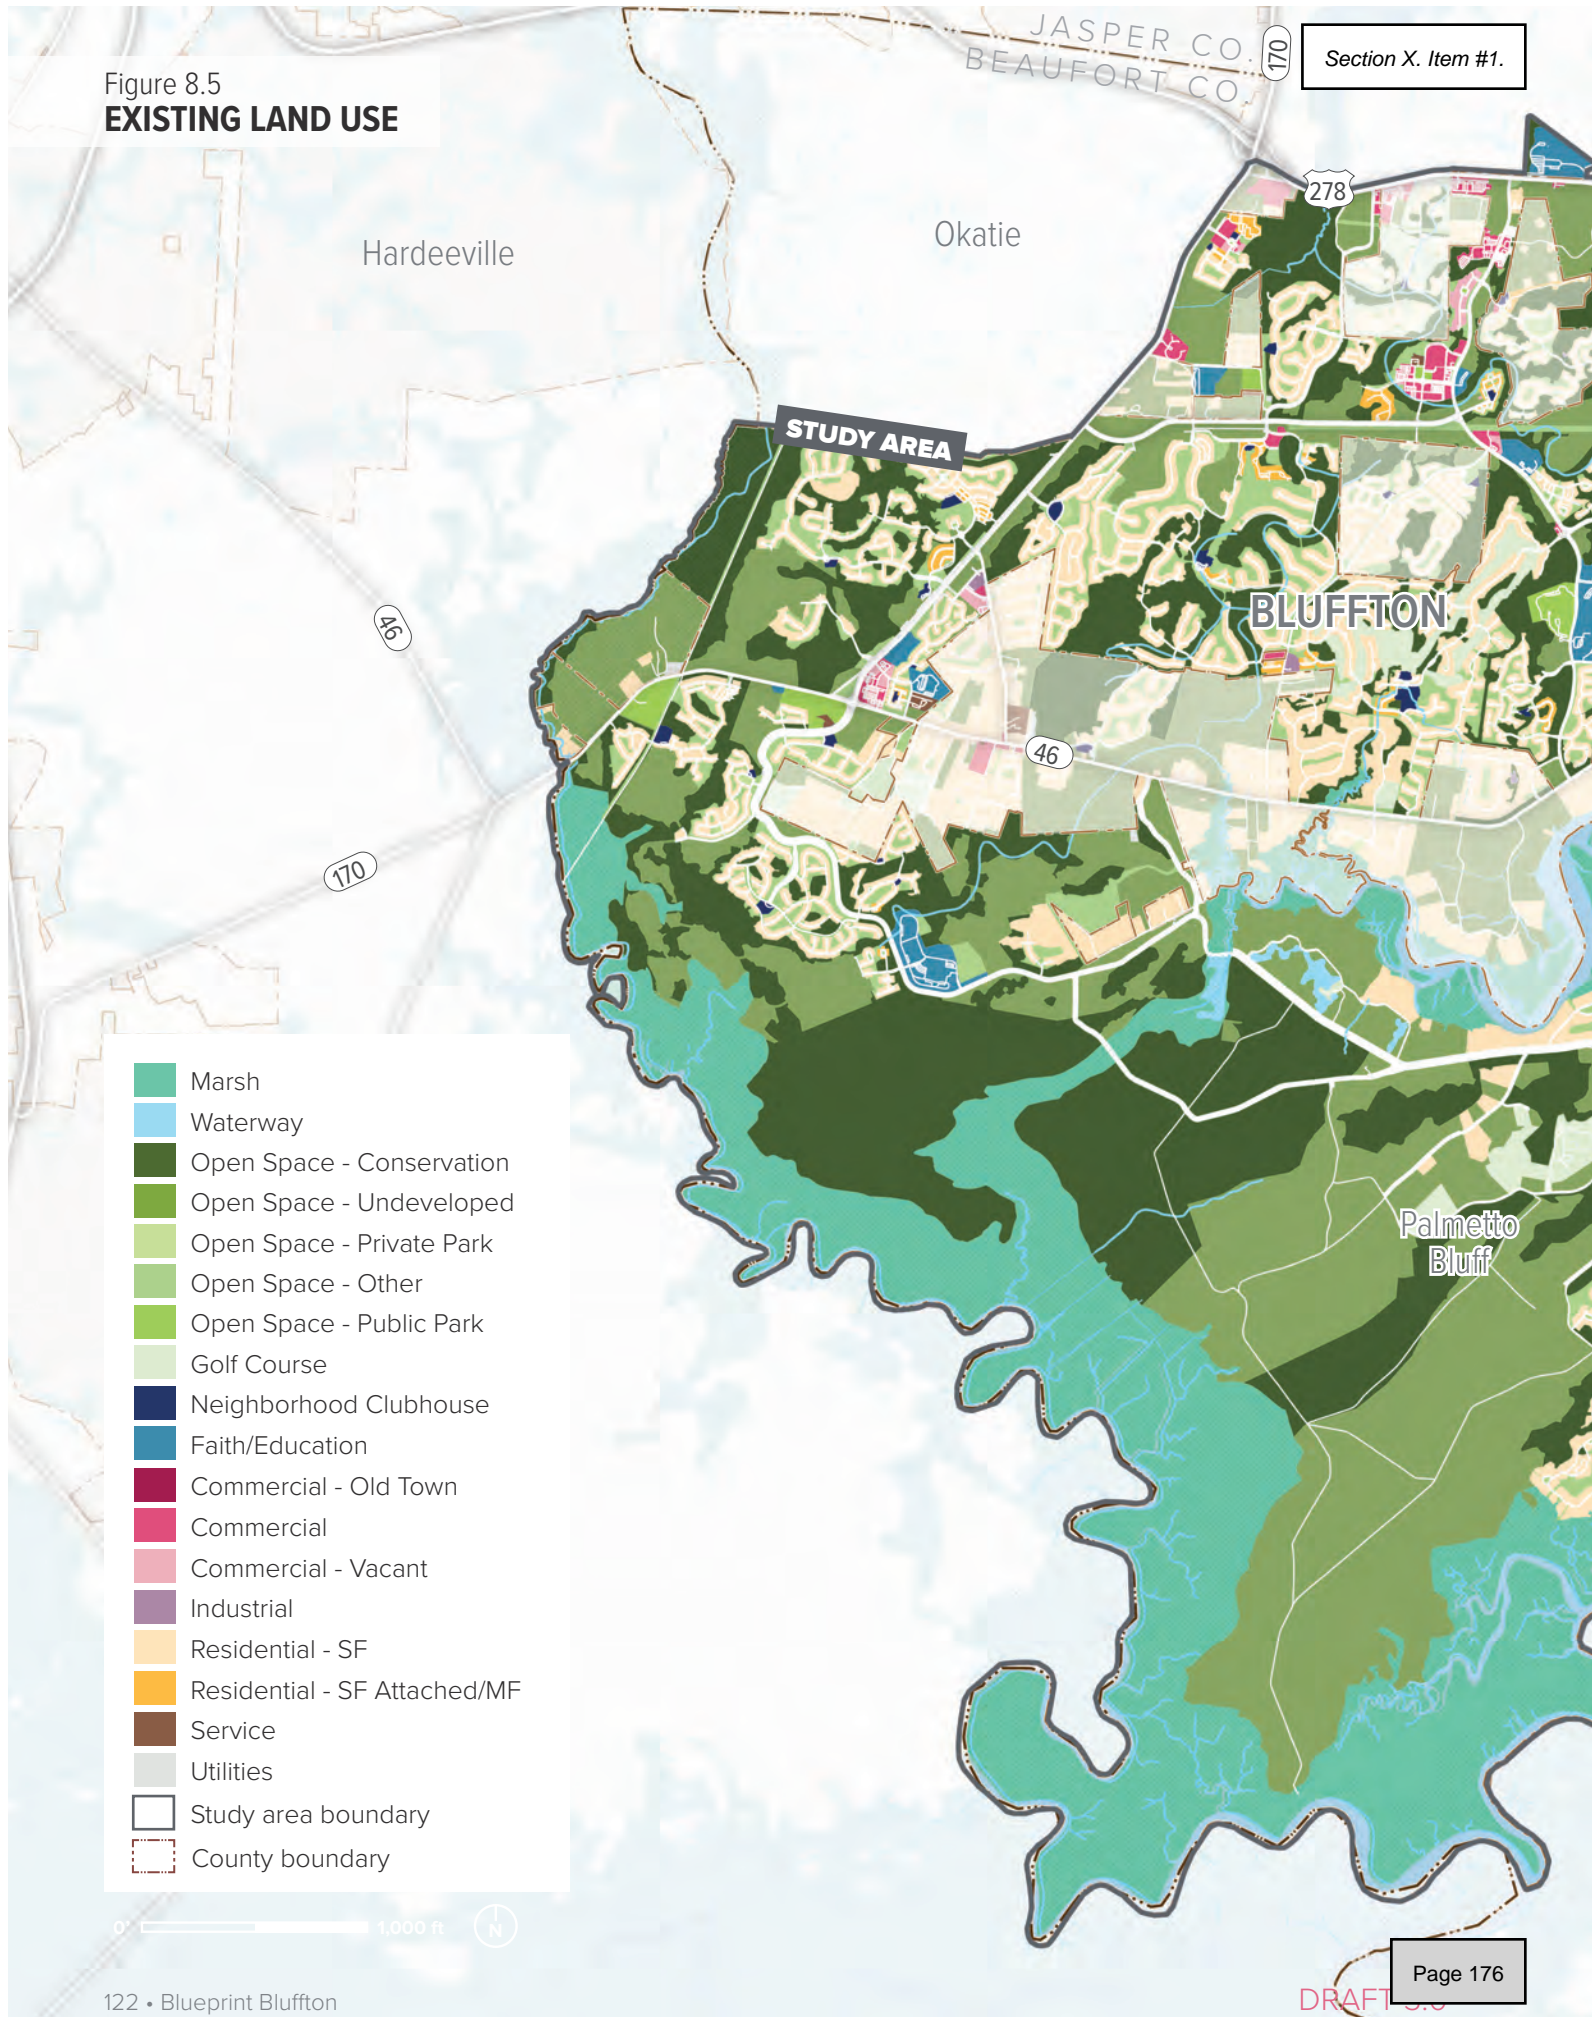 JASPER CO.
BEAUFORT CO.
170
Section X. Item #1.
Figure 8.5
EXISTING LAND USE
278
Hardeeville
Okatie
STUDY AREA
BLUFFTON
46
46
170
Marsh
Waterway
Open Space - Conservation
Open Space - Undeveloped
Open Space - Private Park
Open Space - Other
Open Space - Public Park
Golf Course
Neighborhood Clubhouse
Faith/Education
Commercial - Old Town
Commercial
Commercial - Vacant
Industrial
Residential - SF
Residential - SF Attached/MF
Service
Utilities
Study area boundary
County boundary
Palmetto
Bluff
0'
1,000 ft
N
Page 176
122 • Blueprint Bluffton
DRAFT